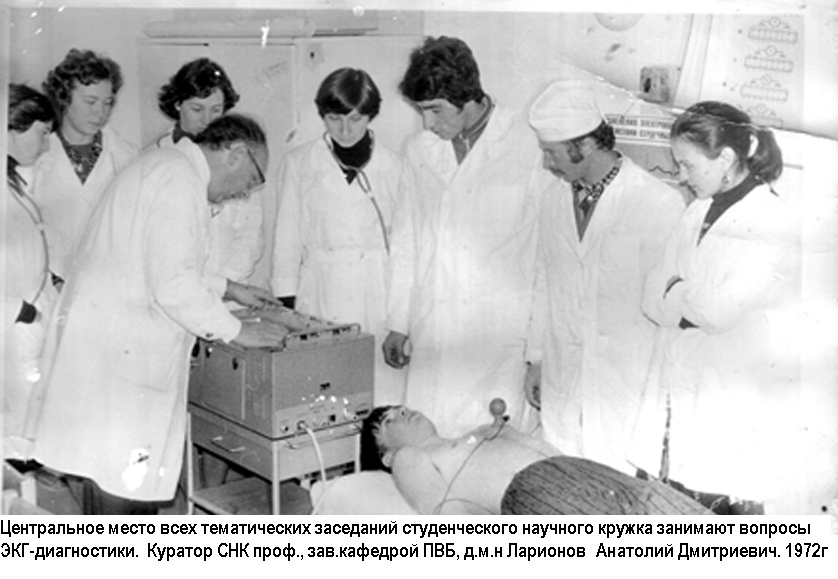 Центральное место всех тематических заседаний студенческого научного кружка занимают вопросы
ЭКГ-диагностики. Куратор СНК проф., зав.кафедрой ПВБ, д.м.н Ларионов Анатолий Дмитриевич. 1972г